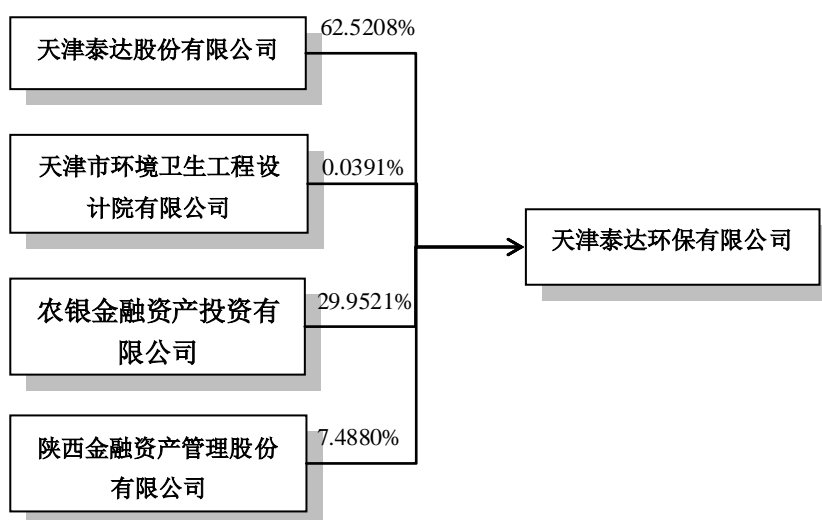 62.5208%
天津泰达股份有限公司
天津市环境卫生工程设
计院有限公司
0.0391%
天津泰达环保有限公司
农银金融资产投资有
限公司
29.9521%
陕西金融资产管理股份
有限公司
7.4880%